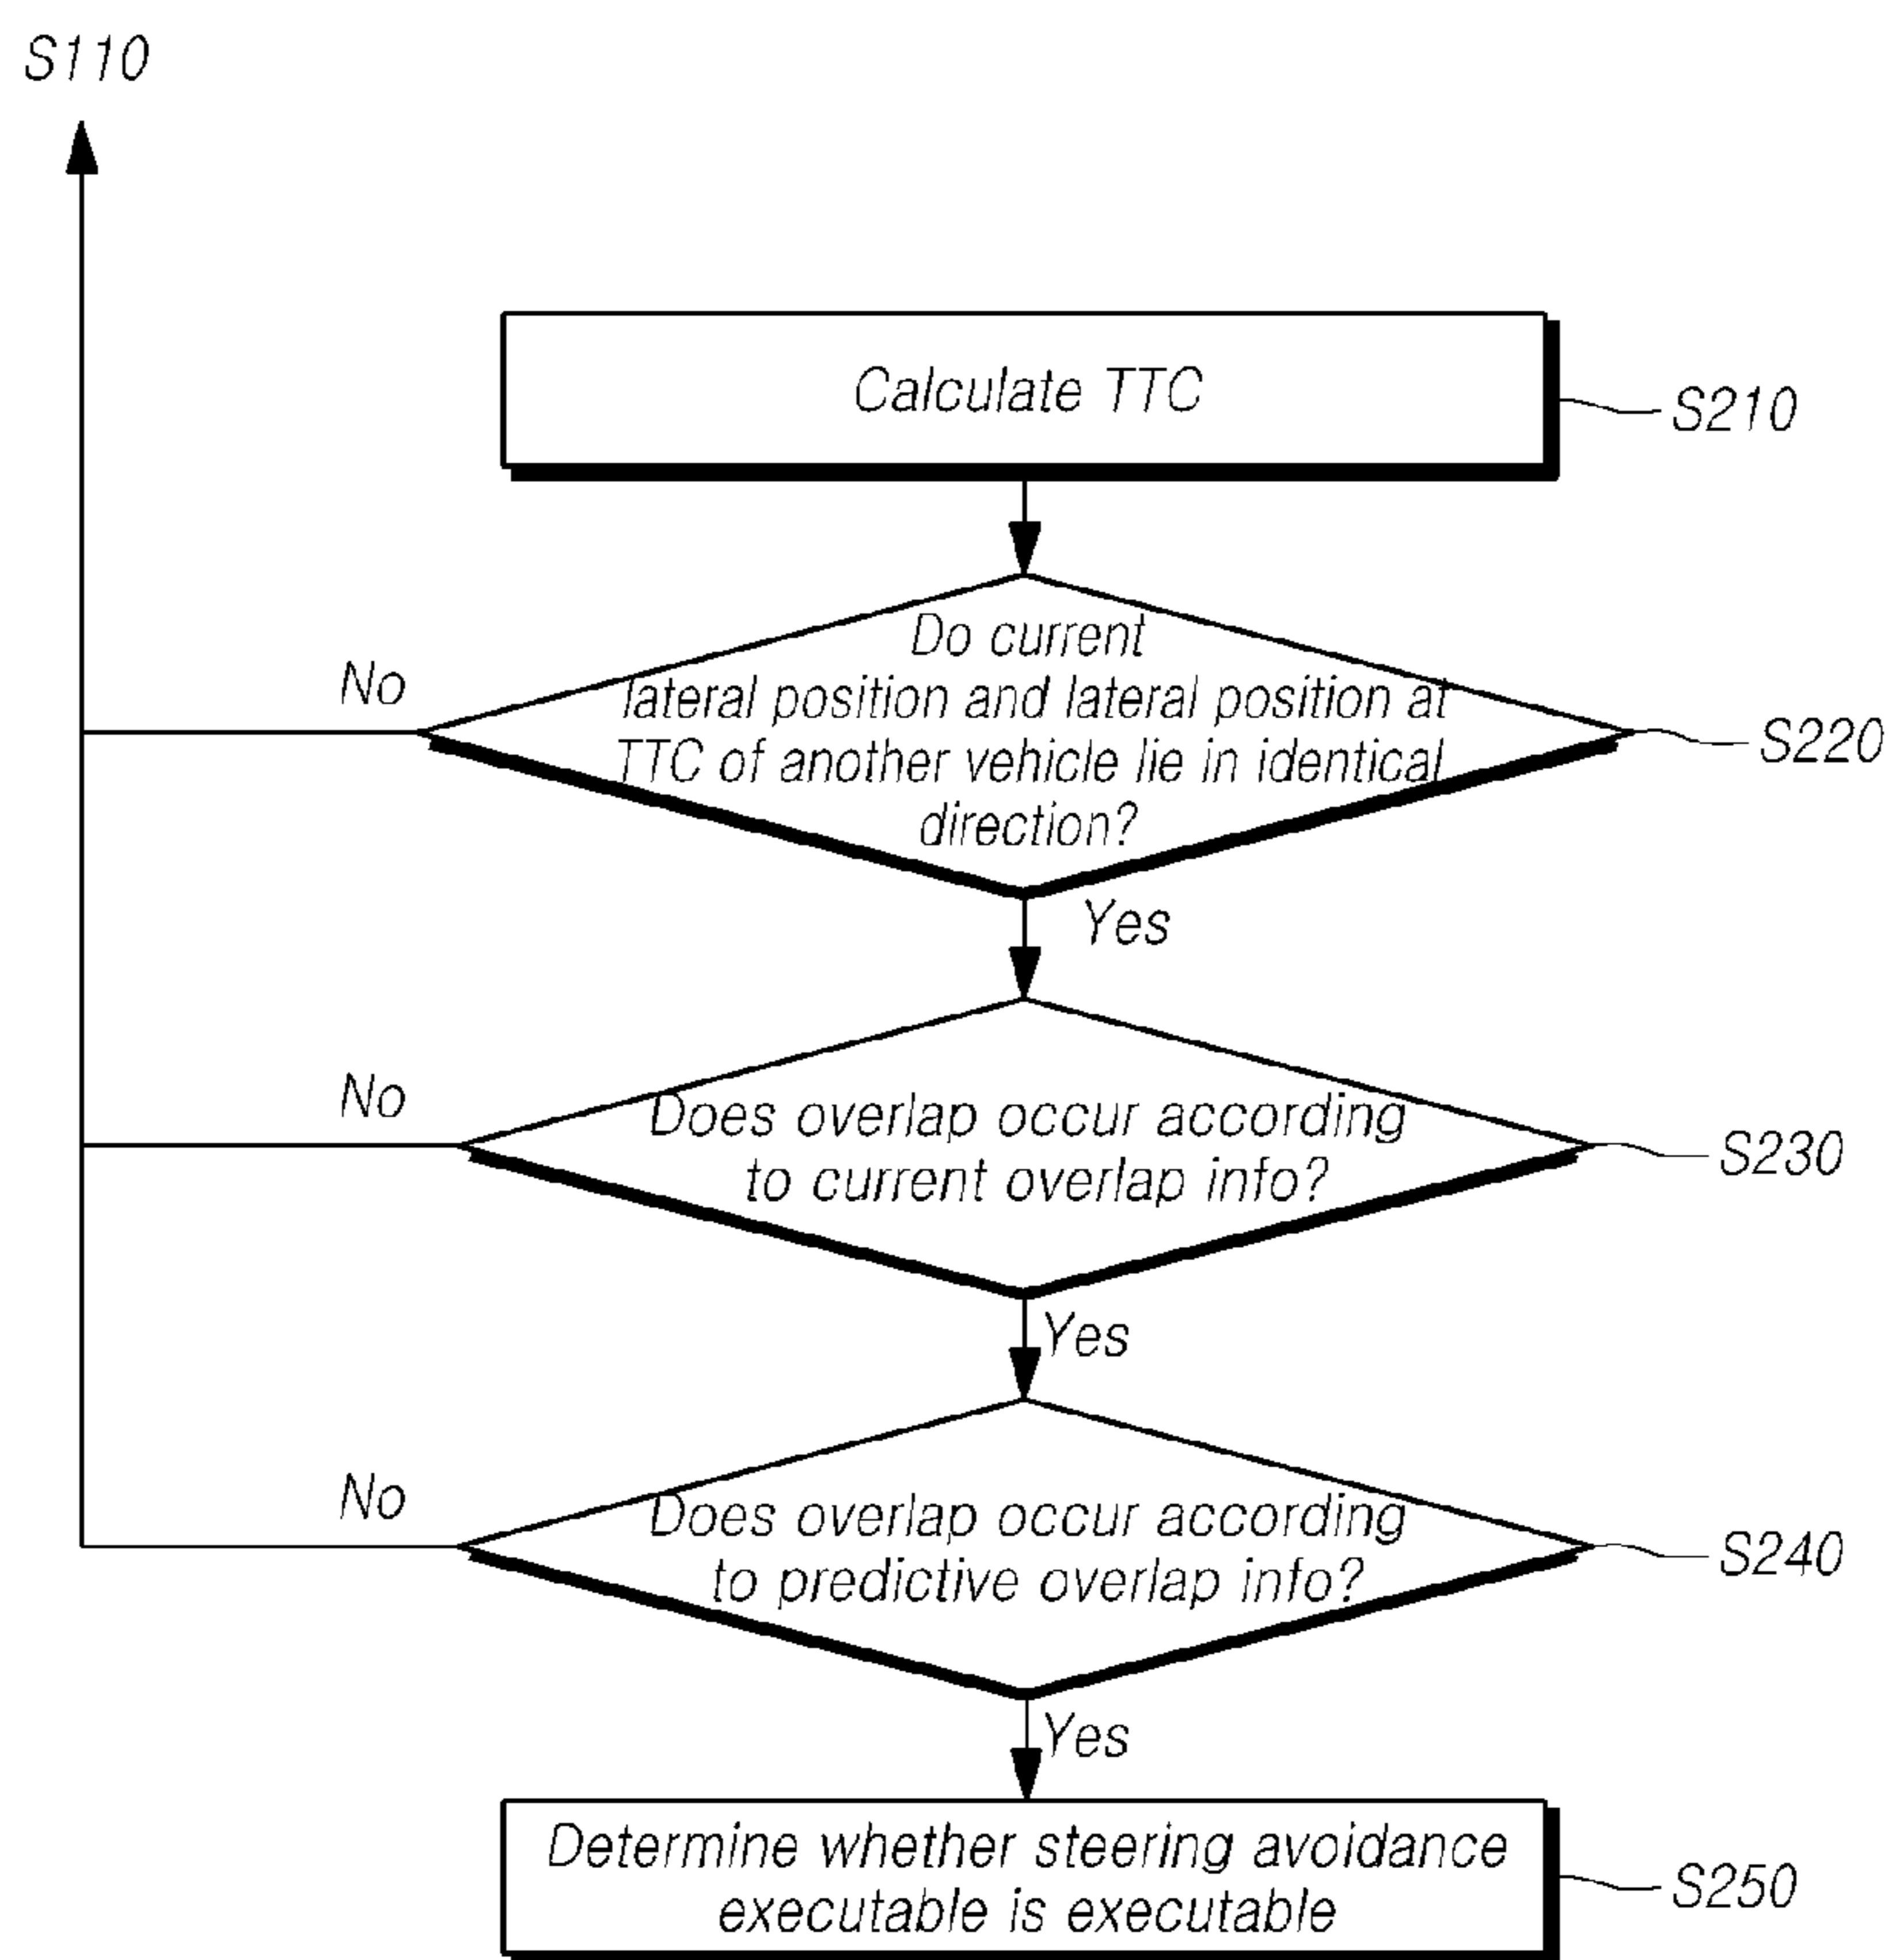 S110
Calculate TTC
S210
Do current
lateral position and lateral position at
TTC of another vehicle lie in identical
direction?
No
S220
Yes
Does overlap occur according
to current overlap info?
No
S230
Yes
Does overlap occur according
to predictive overlap info?
No
S240
Yes
Determine whether steering avoidance
executable is executable
S250